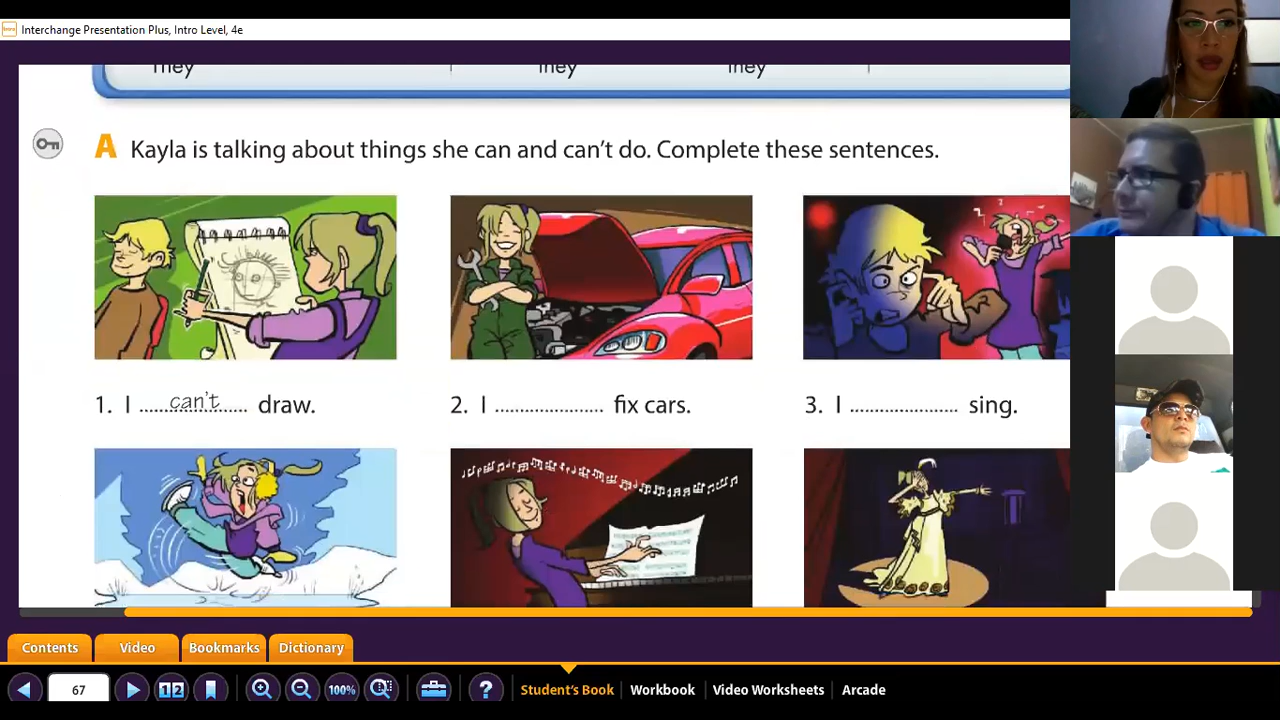 Interchange Presentation Plus, Intro Level, 4e
They They They
A Kayla is talking about things she can and can't do. Complete these sentences.
1. I can't draw. 2. I .................... fix cars. 3. I .................... sing.
Contents Video Bookmarks Dictionary
67 12 100% ? Student's Book Workbook Video Worksheets Arcade